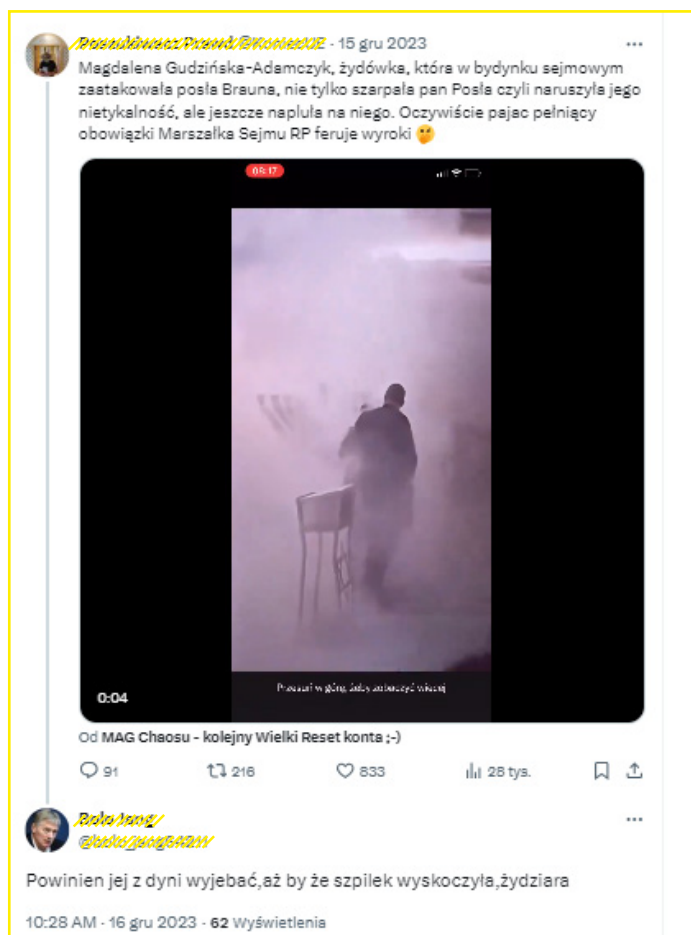 · 15 gru 2023
Magdalena Gudzińska-Adamczyk, żydówka, która w bydynku sejmowym
zaatakowała posła Brauna, nie tylko szarpała pan Posła czyli naruszyła jego
nietykalność, ale jeszcze napluła na niego. Oczywiście pajac pełniący
obowiązki Marszałka Sejmu RP feruje wyroki
08:17
Przesuń w górę, żeby zobaczyć więcej
0:04
Od MAG Chaosu - kolejny Wielki Reset konta ;-)
91 216 833 28 tys.
Powinien jej z dyni wyjebać,aż by że szpilek wyskoczyła,żydziara
10:28 AM · 16 gru 2023 · 62 Wyświetlenia